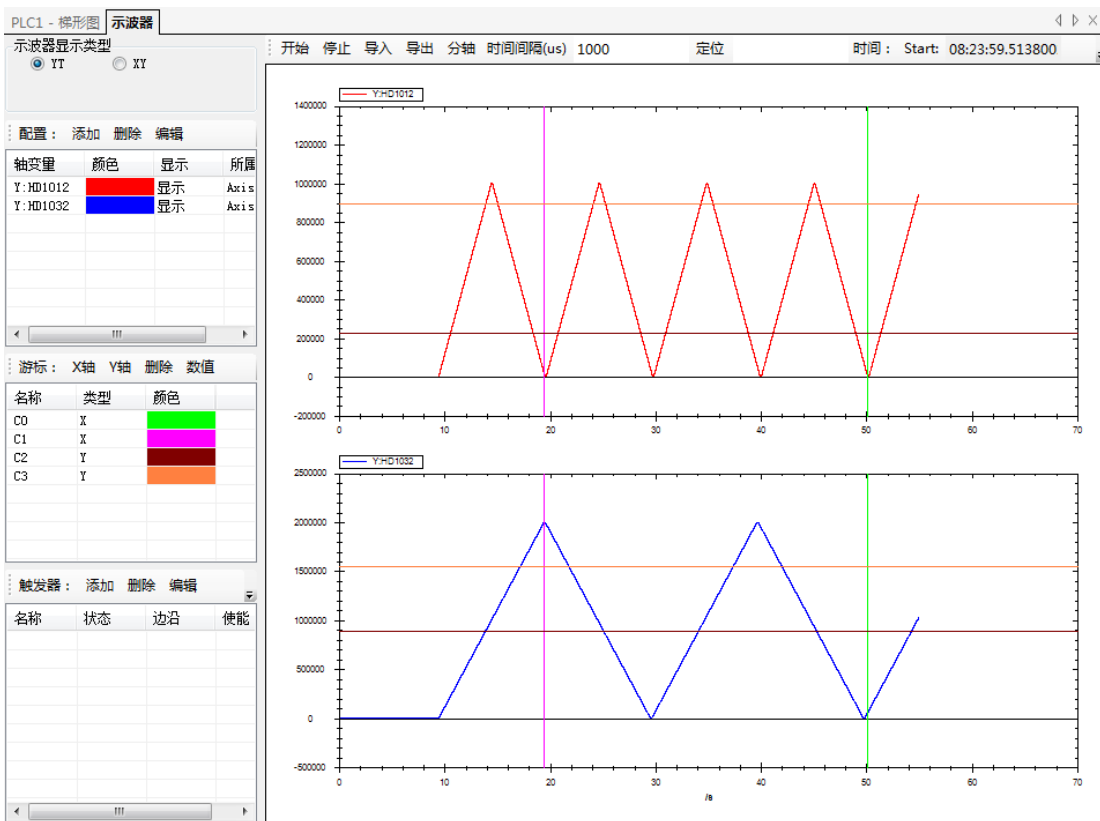 PLC1 - 梯形图 示波器
示波器显示类型
YT XY
配置： 添加 删除 编辑
轴变量 颜色 显示 所属
Y:HD1012 显示 Axis
Y:HD1032 显示 Axis
游标： X轴 Y轴 删除 数值
名称 类型 颜色
C0 X
C1 X
C2 Y
C3 Y
触发器： 添加 删除 编辑
名称 状态 边沿 使能
开始 停止 导入 导出 分轴 时间间隔(us) 1000 定位 时间： Start: 08:23:59.513800
Y:HD1012
1400000
1200000
1000000
800000
600000
400000
200000
0
-200000
0 10 20 30 40 50 60 70
Y:HD1032
2500000
2000000
1500000
1000000
500000
0
-500000
0 10 20 30 40 50 60 70
/s